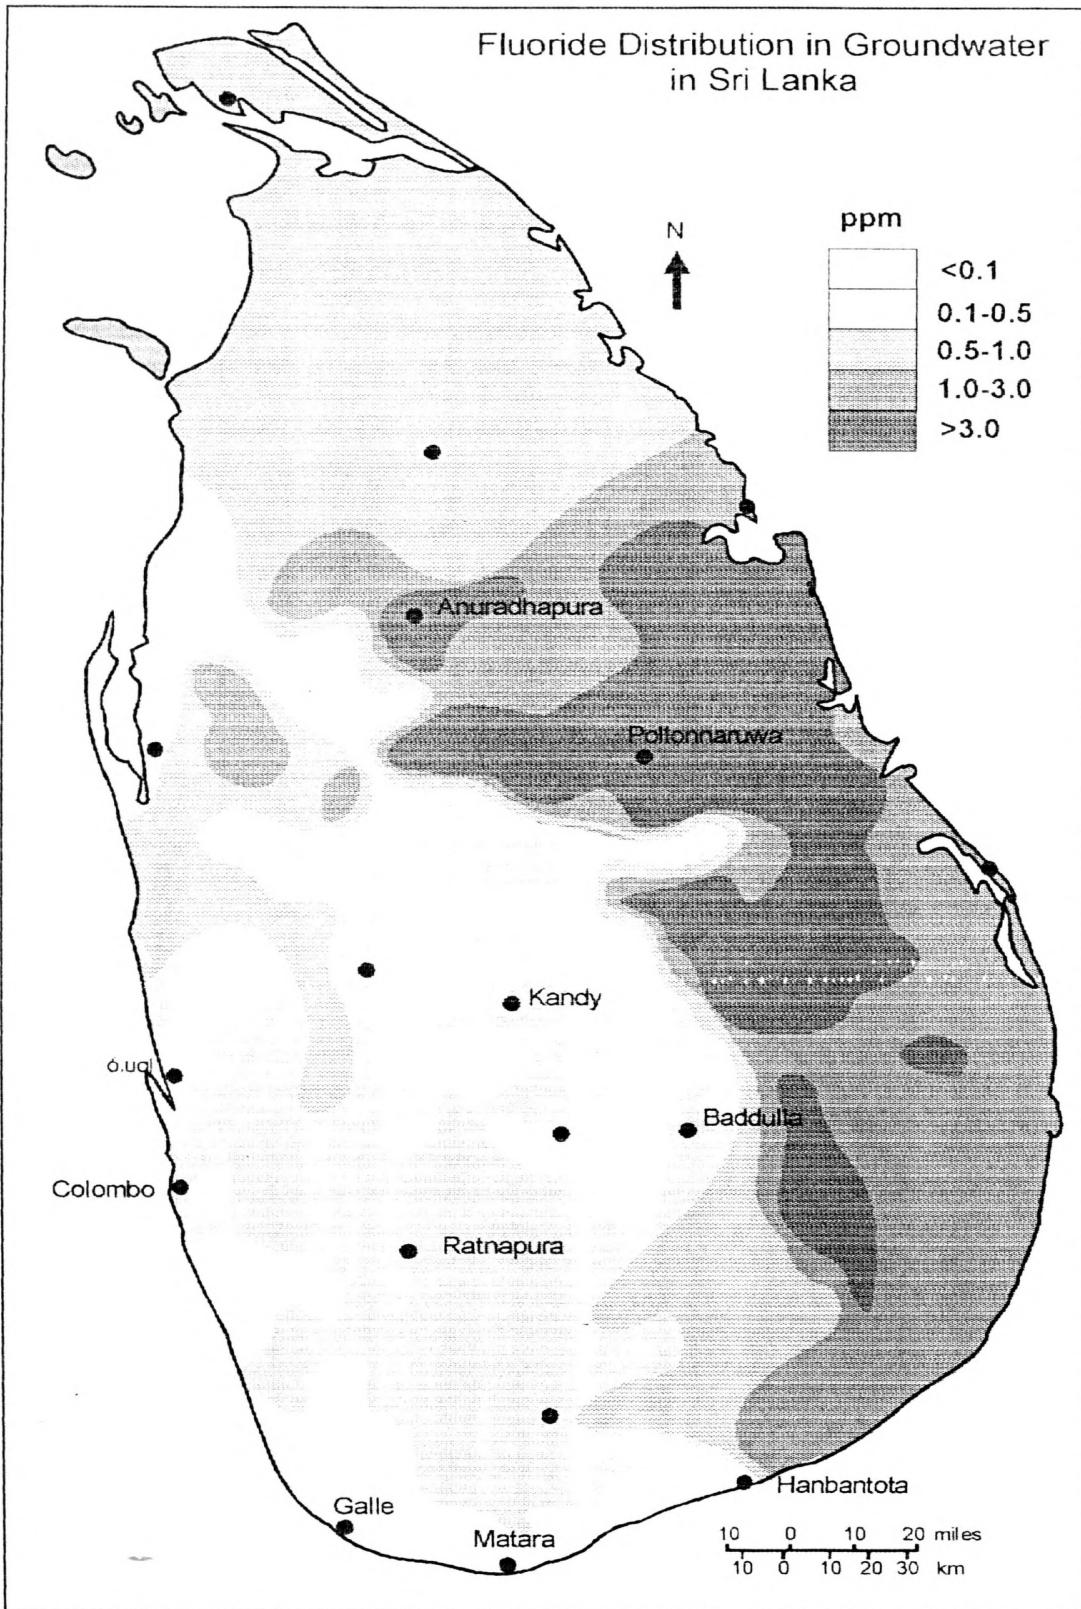 Fluoride Distribution in Groundwater
in Sri Lanka
N
ppm
<0.1
0.1-0.5
0.5-1.0
1.0-3.0
>3.0
Anuradhapura
Poltonnaruwa
Kandy
Baddulla
Colombo
Ratnapura
Hanbantota
Galle
Matara
10 0 10 20 miles
10 0 10 20 30 km